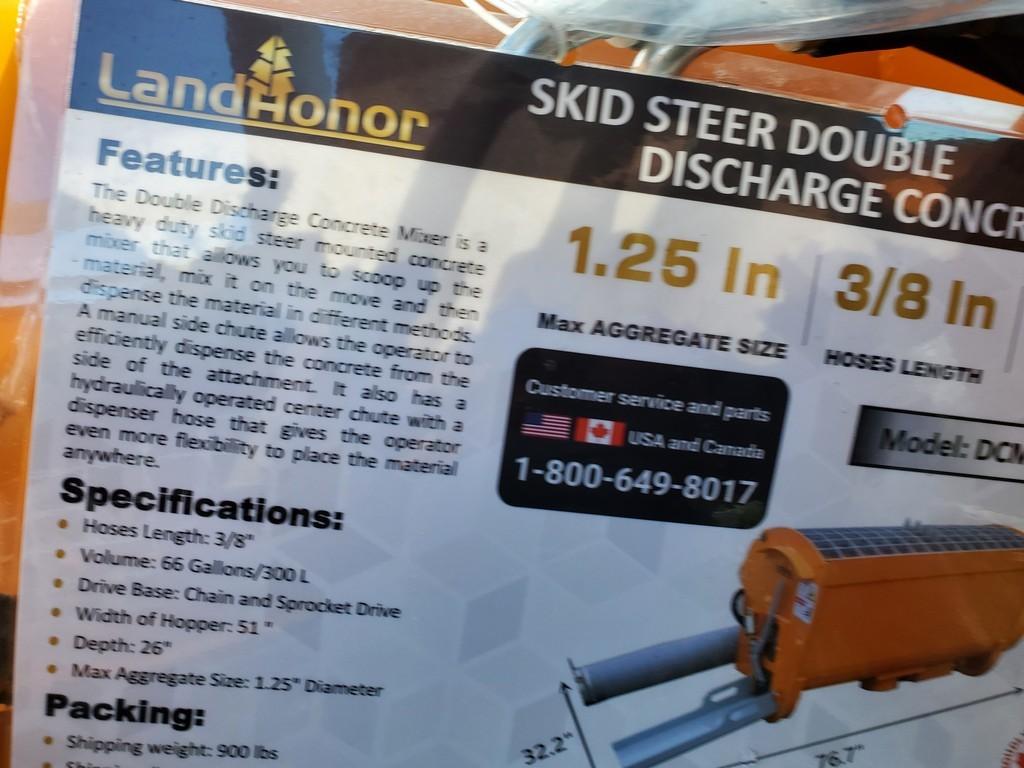 LandHonor
SKID STEER DOUBLE
DISCHARGE CONCR
Features:
The Double Discharge Concrete Mixer is a
heavy duty skid steer mounted concrete
mixer that allows you to scoop up the
material, mix it on the move and then
dispense the material in different methods.
A manual side chute allows the operator to
efficiently dispense the concrete from the
side of the attachment. It also has a
hydraulically operated center chute with a
dispenser hose that gives the operator
even more flexibility to place the material
anywhere.
Specifications:
• Hoses Length: 3/8"
• Volume: 66 Gallons/300 L
• Drive Base: Chain and Sprocket Drive
• Width of Hopper: 51 "
• Depth: 26"
• Max Aggregate Size: 1.25" Diameter
Packing:
• Shipping weight: 900 lbs
1.25 In
Max AGGREGATE SIZE
3/8 In
HOSES LENGTH
Customer service and parts
USA and Canada
1-800-649-8017
Model: DCM
32.2"
76.7"